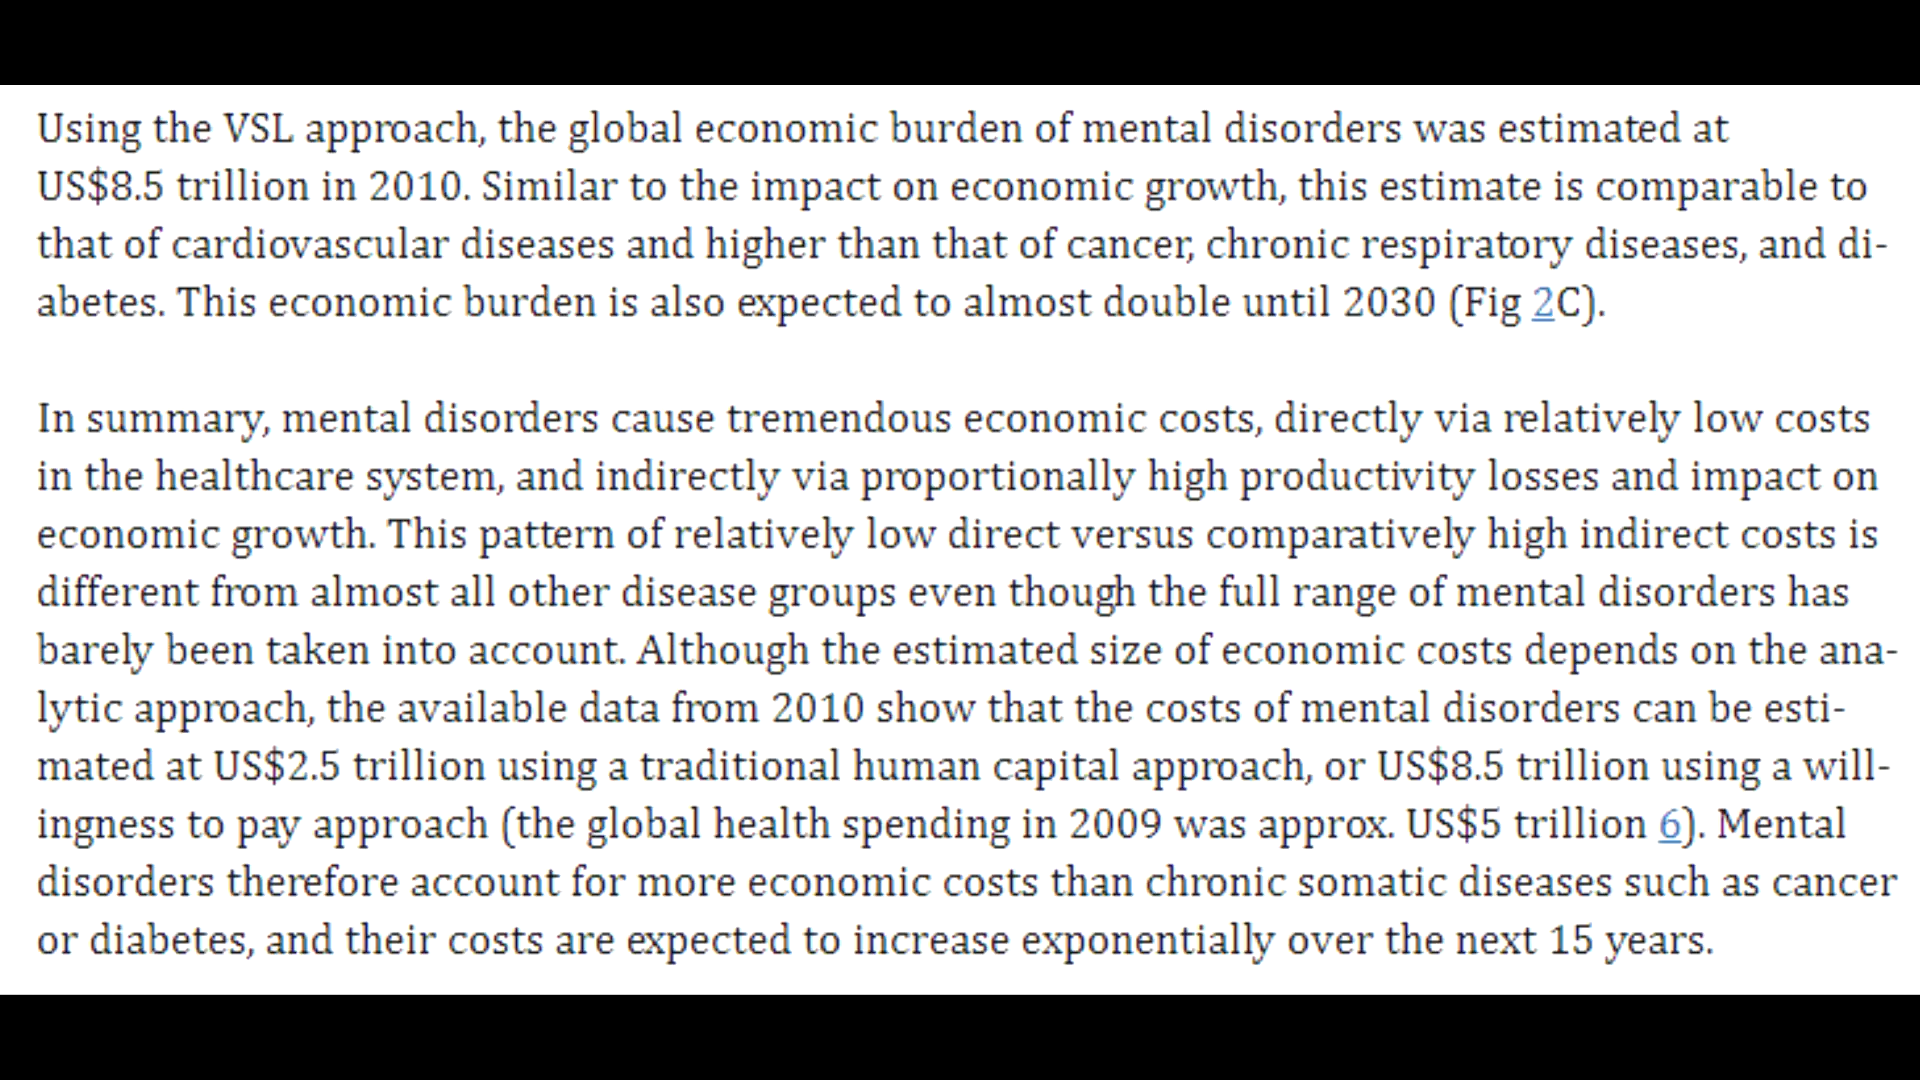 Using the VSL approach, the global economic burden of mental disorders was estimated at
US$8.5 trillion in 2010. Similar to the impact on economic growth, this estimate is comparable to
that of cardiovascular diseases and higher than that of cancer, chronic respiratory diseases, and di-
abetes. This economic burden is also expected to almost double until 2030 (Fig 2C).
In summary, mental disorders cause tremendous economic costs, directly via relatively low costs
in the healthcare system, and indirectly via proportionally high productivity losses and impact on
economic growth. This pattern of relatively low direct versus comparatively high indirect costs is
different from almost all other disease groups even though the full range of mental disorders has
barely been taken into account. Although the estimated size of economic costs depends on the ana-
lytic approach, the available data from 2010 show that the costs of mental disorders can be esti-
mated at US$2.5 trillion using a traditional human capital approach, or US$8.5 trillion using a will-
ingness to pay approach (the global health spending in 2009 was approx. US$5 trillion 6). Mental
disorders therefore account for more economic costs than chronic somatic diseases such as cancer
or diabetes, and their costs are expected to increase exponentially over the next 15 years.